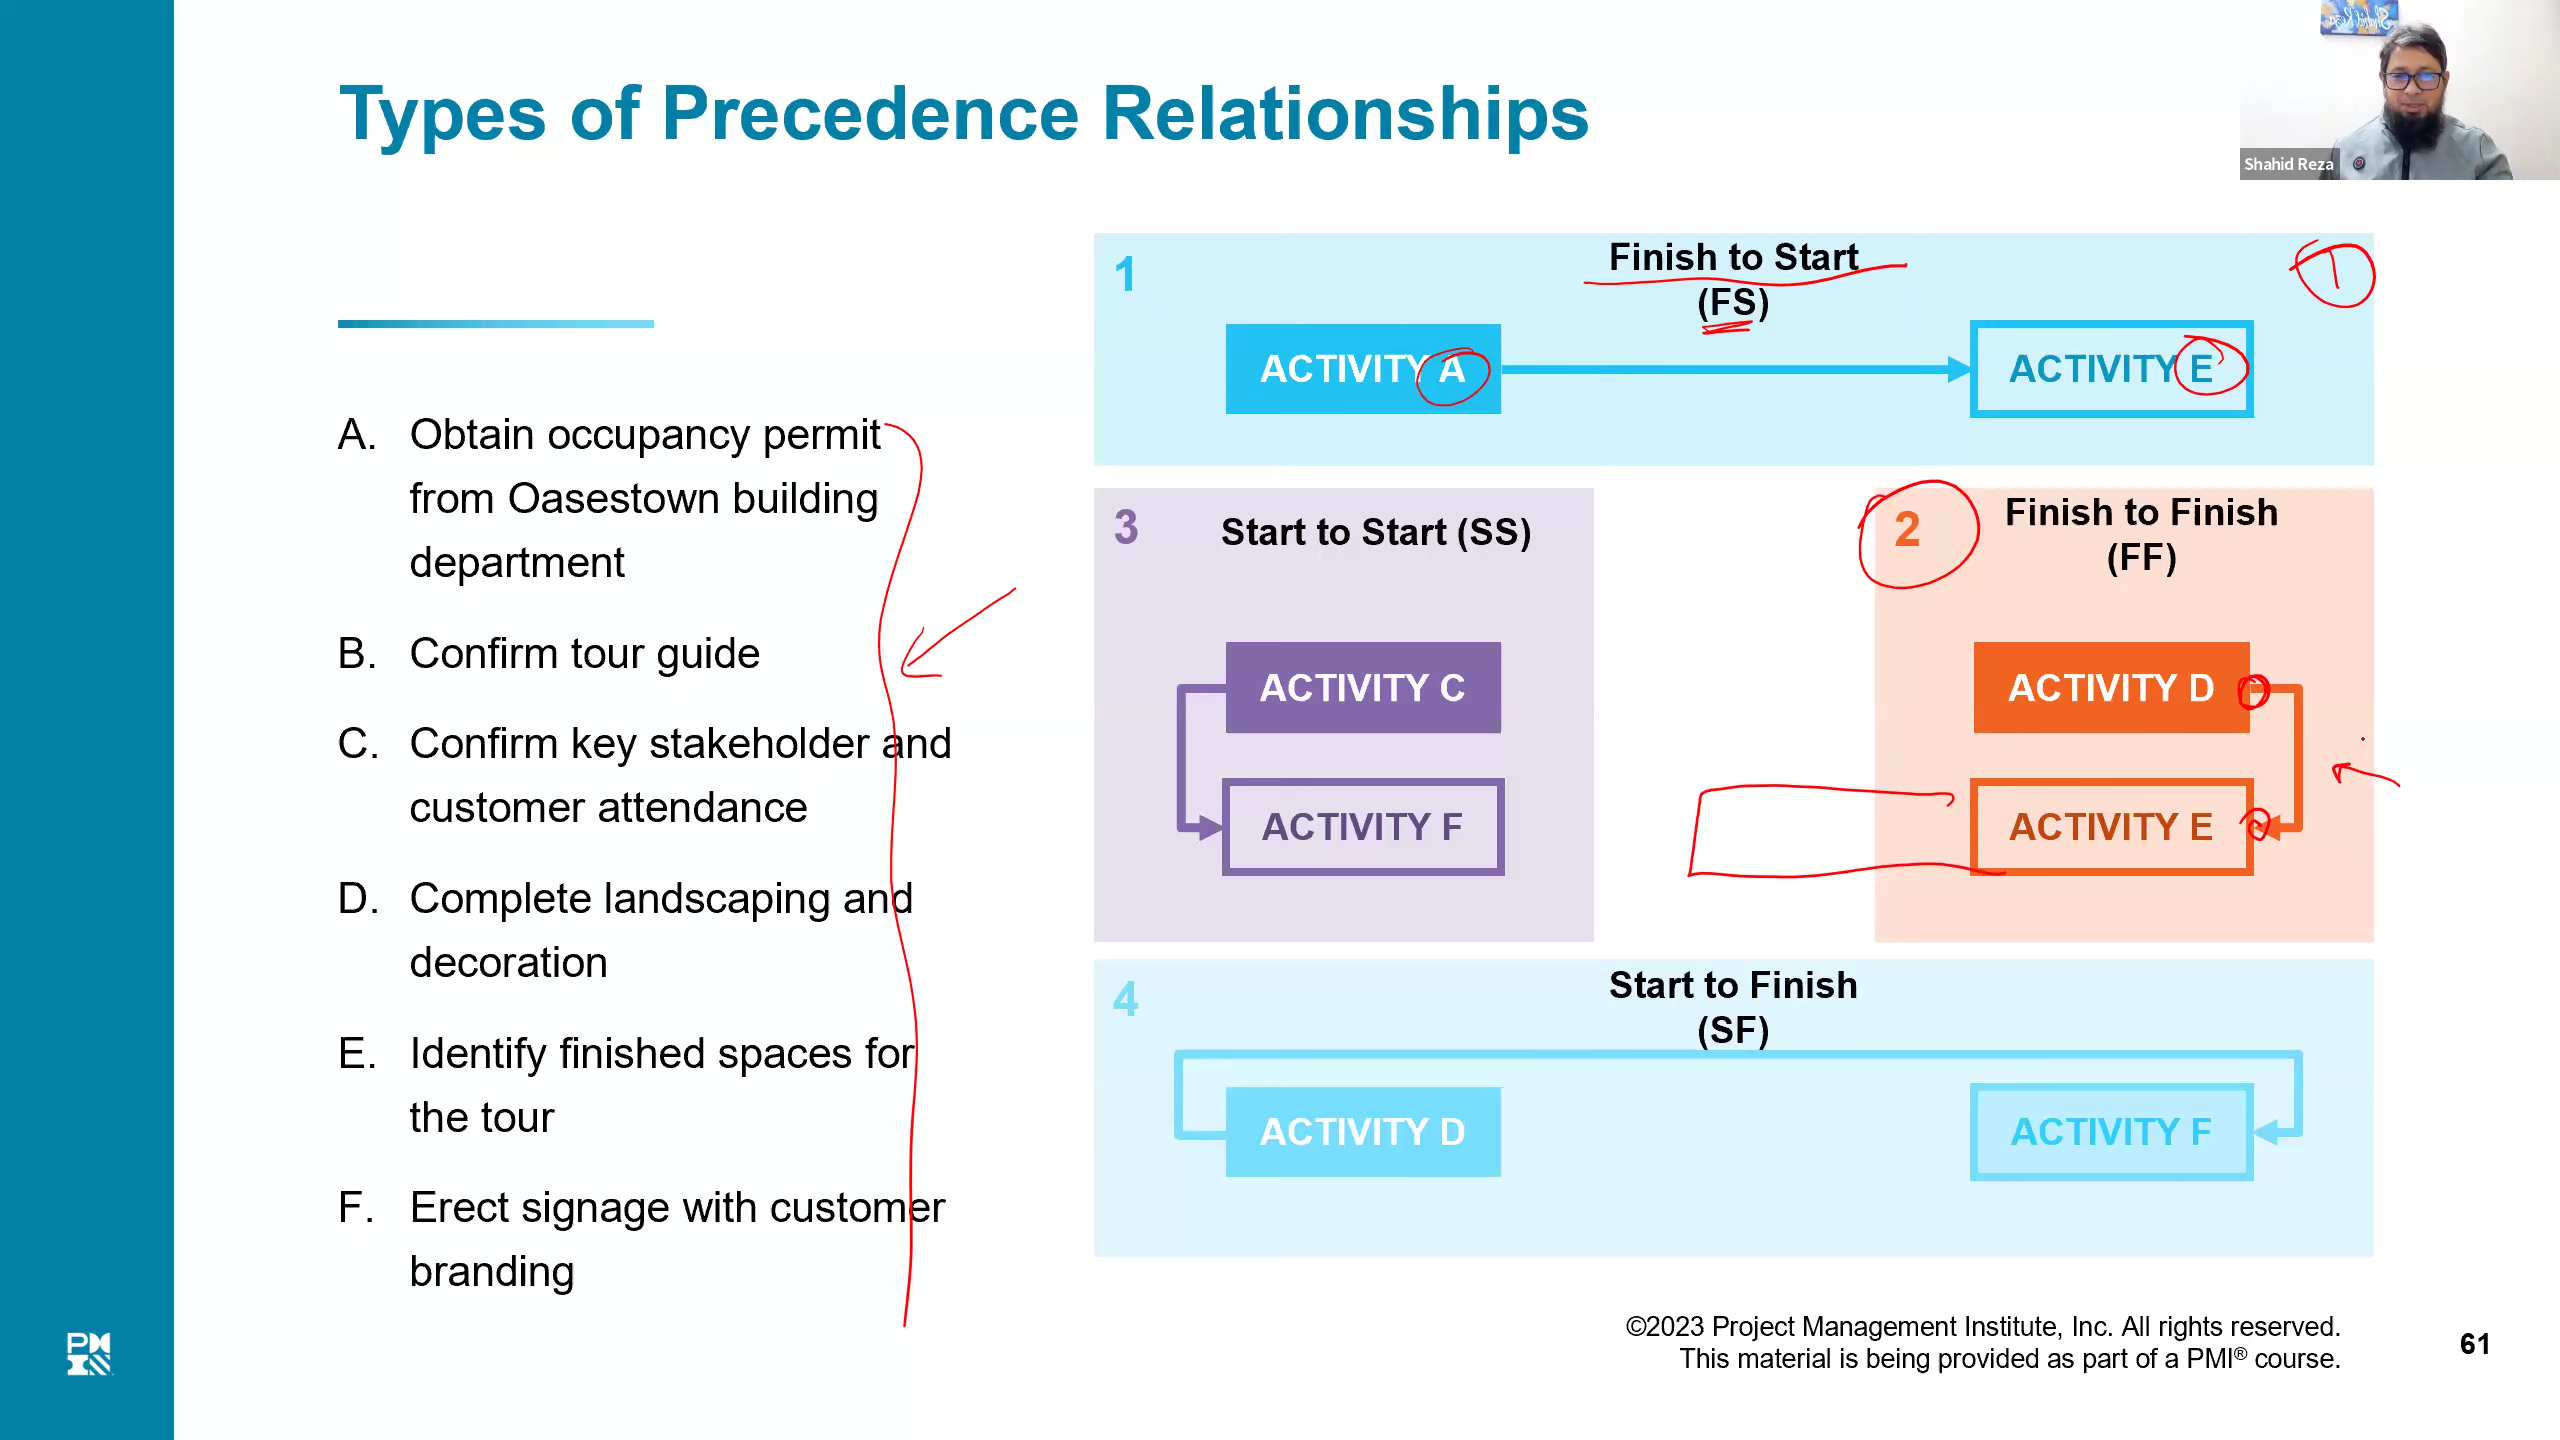 Types of Precedence Relationships
Shahid Reza
A. Obtain occupancy permit
from Oasestown building
department
B. Confirm tour guide
C. Confirm key stakeholder and
customer attendance
D. Complete landscaping and
decoration
E. Identify finished spaces for
the tour
F. Erect signage with customer
branding
1
Finish to Start
(FS)
1
ACTIVITY A
ACTIVITY E
3
Start to Start (SS)
ACTIVITY C
ACTIVITY F
2
Finish to Finish
(FF)
ACTIVITY D
ACTIVITY E
4
Start to Finish
(SF)
ACTIVITY D
ACTIVITY F
©2023 Project Management Institute, Inc. All rights reserved.
This material is being provided as part of a PMI® course.
61